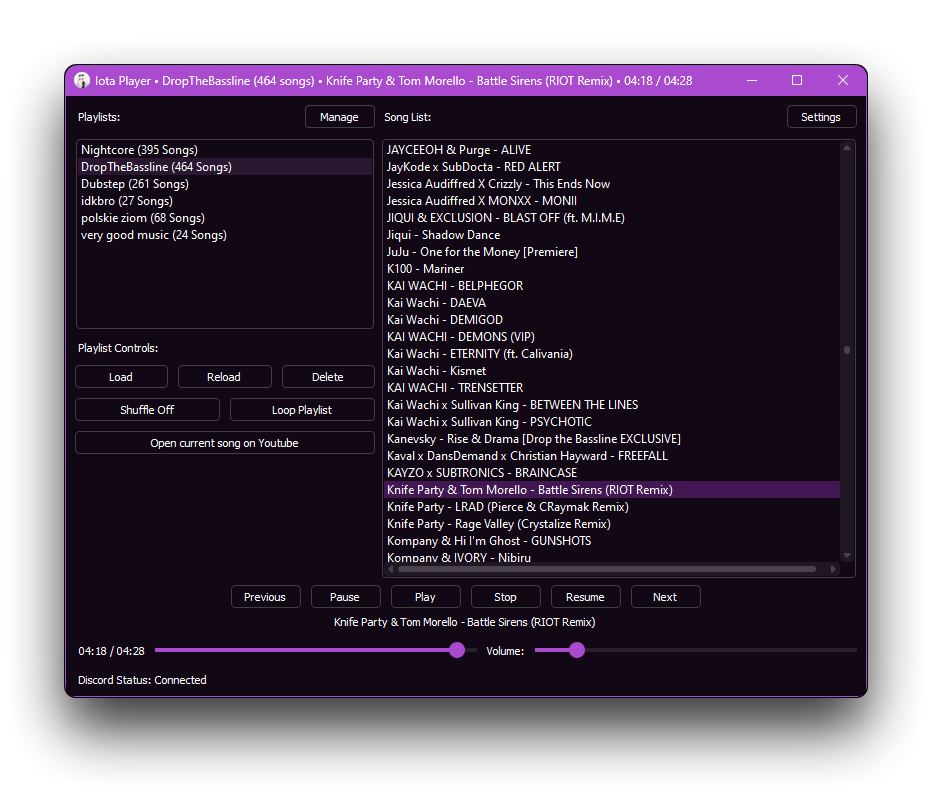 Iota Player • DropTheBassline (464 songs) • Knife Party & Tom Morello - Battle Sirens (RIOT Remix) • 04:18 / 04:28
Playlists:
Manage
Nightcore (395 Songs)
DropTheBassline (464 Songs)
Dubstep (261 Songs)
idkbro (27 Songs)
polskie ziom (68 Songs)
very good music (24 Songs)
Playlist Controls:
Load
Reload
Delete
Shuffle Off
Loop Playlist
Open current song on Youtube
Song List:
Settings
JAYCEEOH & Purge - ALIVE
JayKode x SubDocta - RED ALERT
Jessica Audiffred X Crizzly - This Ends Now
Jessica Audiffred X MONXX - MONII
JIQUI & EXCLUSION - BLAST OFF (ft. M.I.M.E)
Jiqui - Shadow Dance
JuJu - One for the Money [Premiere]
K100 - Mariner
KAI WACHI - BELPHEGOR
Kai Wachi - DAEVA
Kai Wachi - DEMIGOD
KAI WACHI - DEMONS (VIP)
Kai Wachi - ETERNITY (ft. Calivania)
Kai Wachi - Kismet
KAI WACHI - TRENSETTER
Kai Wachi x Sullivan King - BETWEEN THE LINES
Kai Wachi x Sullivan King - PSYCHOTIC
Kanevsky - Rise & Drama [Drop the Bassline EXCLUSIVE]
Kaval x DansDemand x Christian Hayward - FREEFALL
KAYZO x SUBTRONICS - BRAINCASE
Knife Party & Tom Morello - Battle Sirens (RIOT Remix)
Knife Party - LRAD (Pierce & CRaymak Remix)
Knife Party - Rage Valley (Crystalize Remix)
Kompany & Hi I'm Ghost - GUNSHOTS
Kompany & IVORY - Nibiru
Previous
Pause
Play
Stop
Resume
Next
Knife Party & Tom Morello - Battle Sirens (RIOT Remix)
04:18 / 04:28
Volume:
Discord Status: Connected